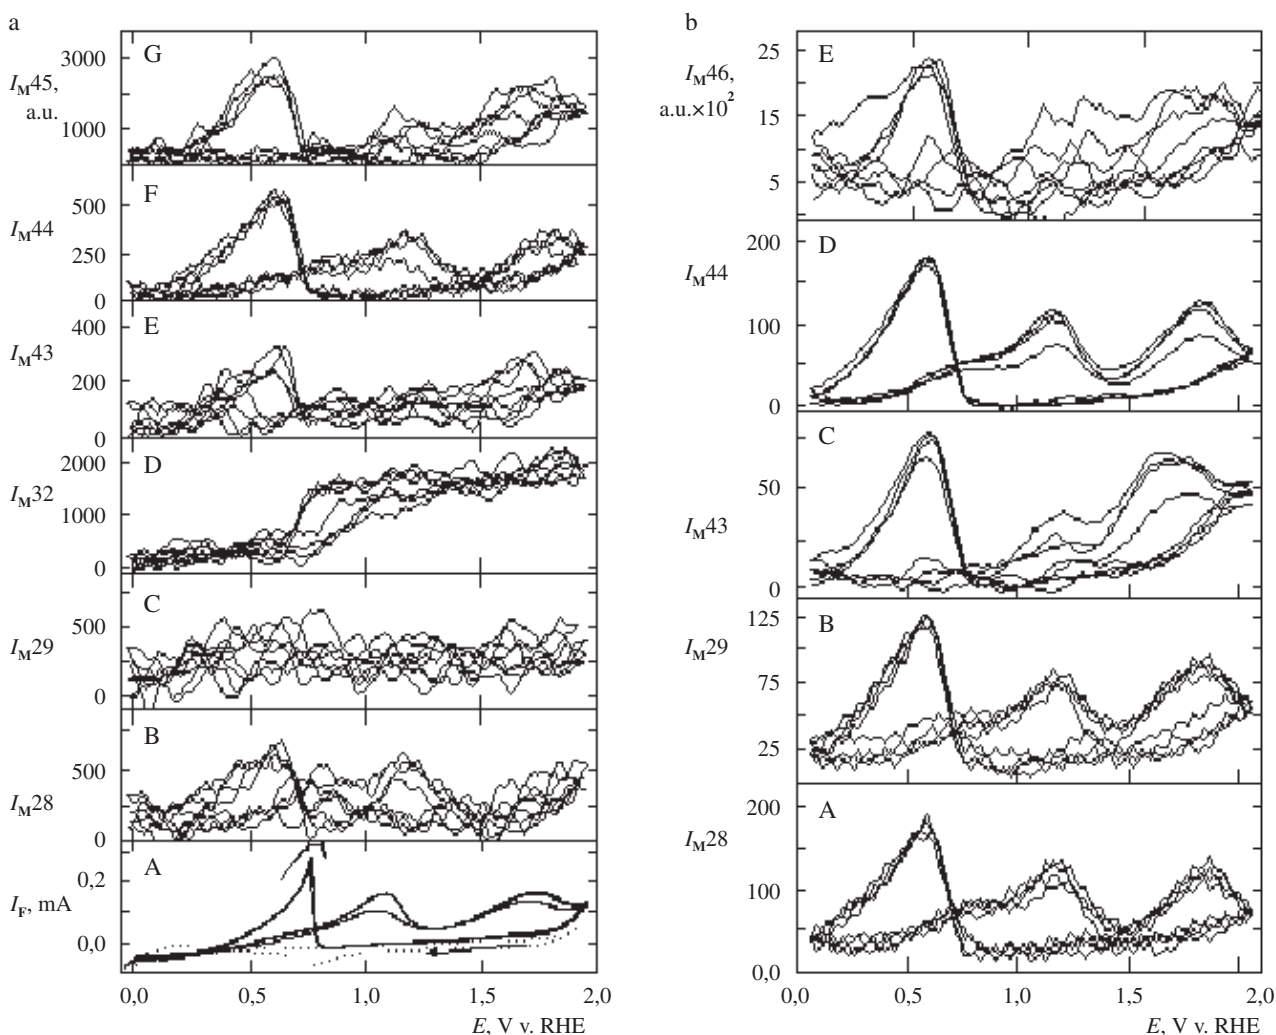 a
G
3000
I_M45,
a.u.
1000
F
500
I_M44
250
0
E
400
I_M43
200
0
D
2000
I_M32
1000
0
C
500
I_M29
0
B
500
I_M28
0
A
0,2
I_F, mA
0,0
0,0 0,5 1,0 1,5 2,0
E, V v. RHE
b
E
25
I_M46,
a.u.×10²
15
5
D
200
I_M44
100
0
C
50
I_M43
0
B
125
I_M29
75
25
A
200
I_M28
100
0,0
0,0 0,5 1,0 1,5 2,0
E, V v. RHE